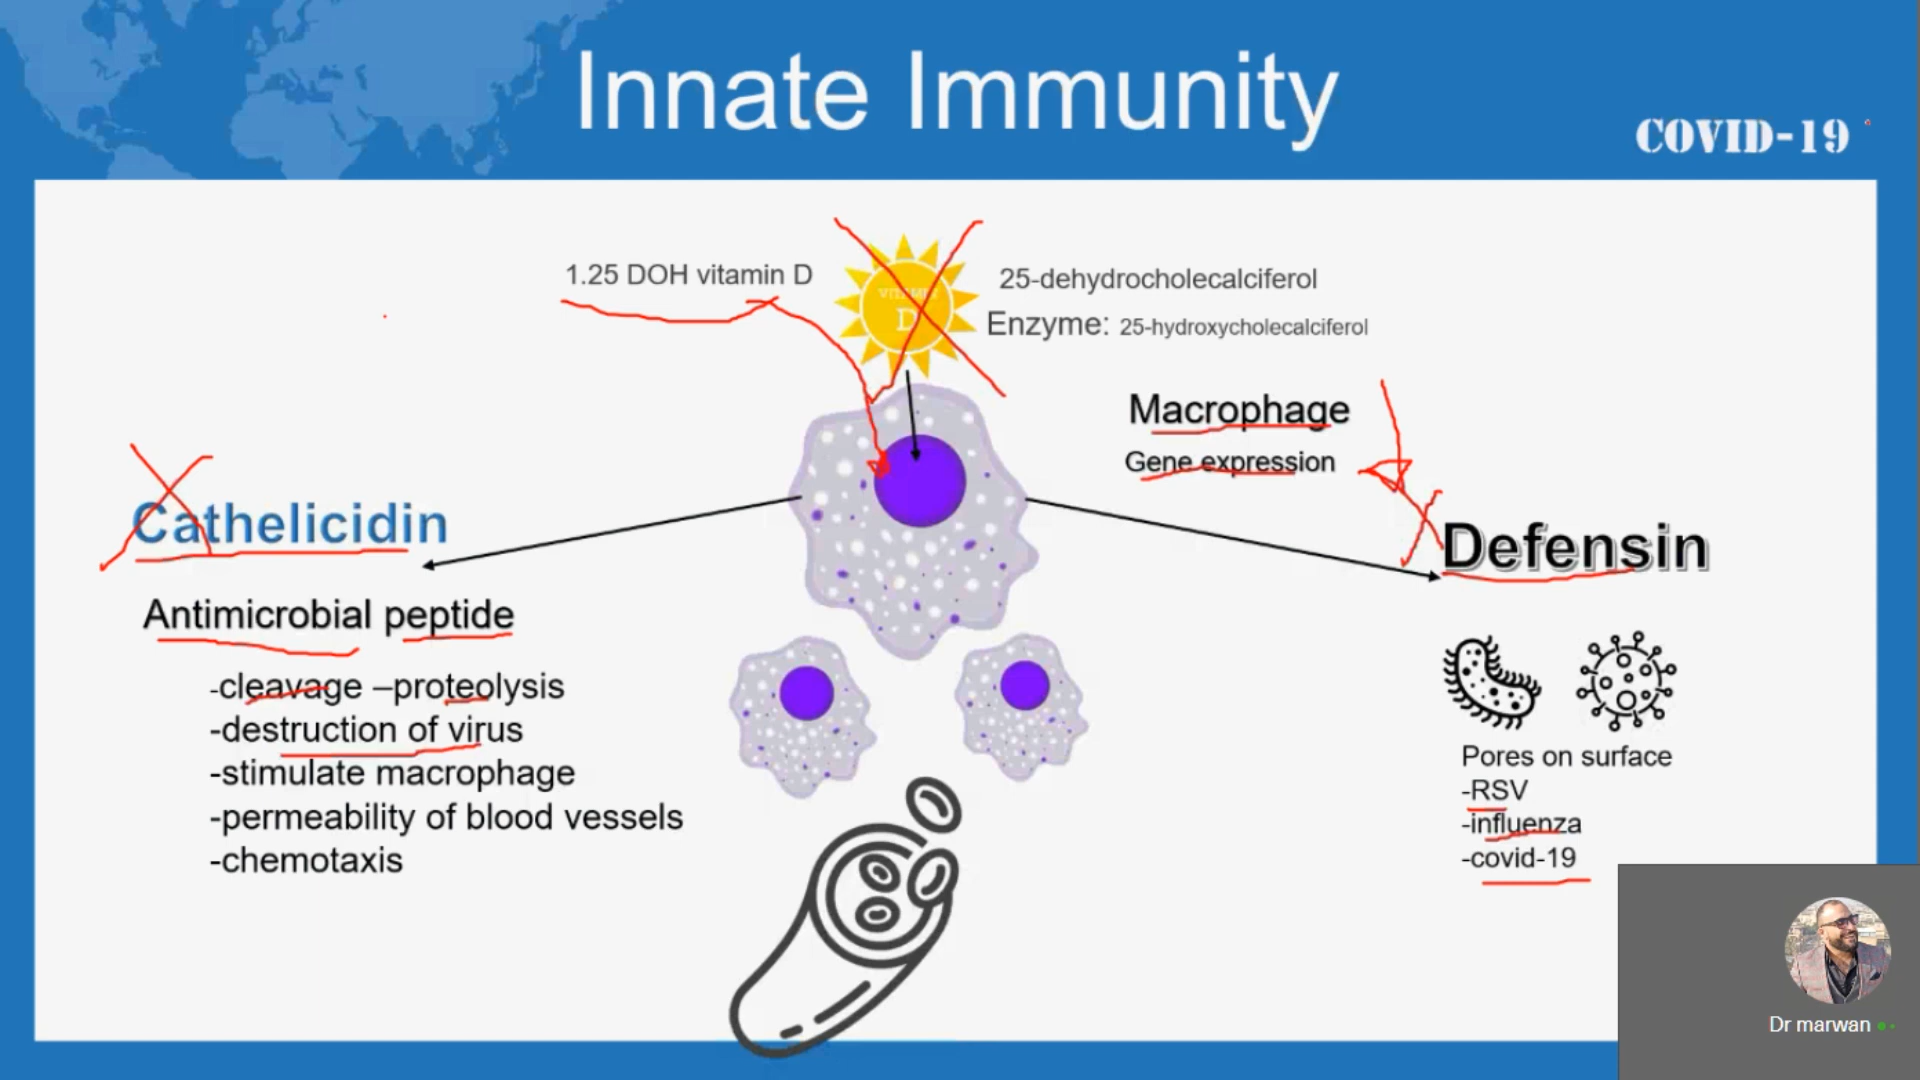 Innate Immunity
COVID-19
1.25 DOH vitamin D
VITAMIN
D
25-dehydrocholecalciferol
Enzyme: 25-hydroxycholecalciferol
Macrophage
Gene expression
Cathelicidin
Defensin
Antimicrobial peptide
-cleavage –proteolysis
-destruction of virus
-stimulate macrophage
-permeability of blood vessels
-chemotaxis
Pores on surface
-RSV
-influenza
-covid-19
Dr marwan